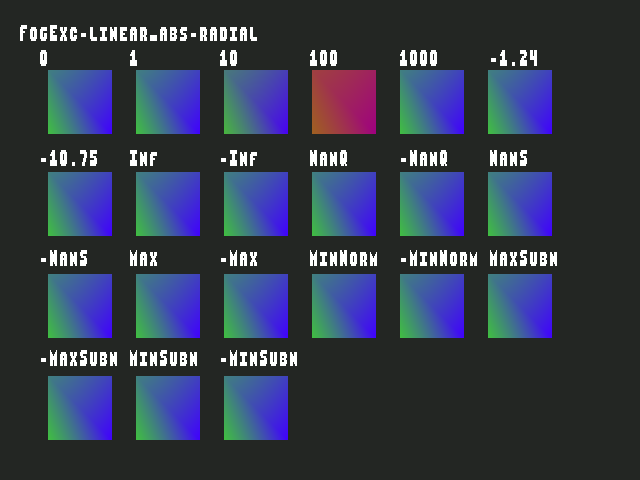 FogExc-linear_abs-radial
0 1 10 100 1000 -1.24
-10.75 Inf -Inf NanQ -NanQ NanS
-NanS Max -Max MinNorm -MinNorm MaxSubN
-MaxSubN MinSubN -MinSubN